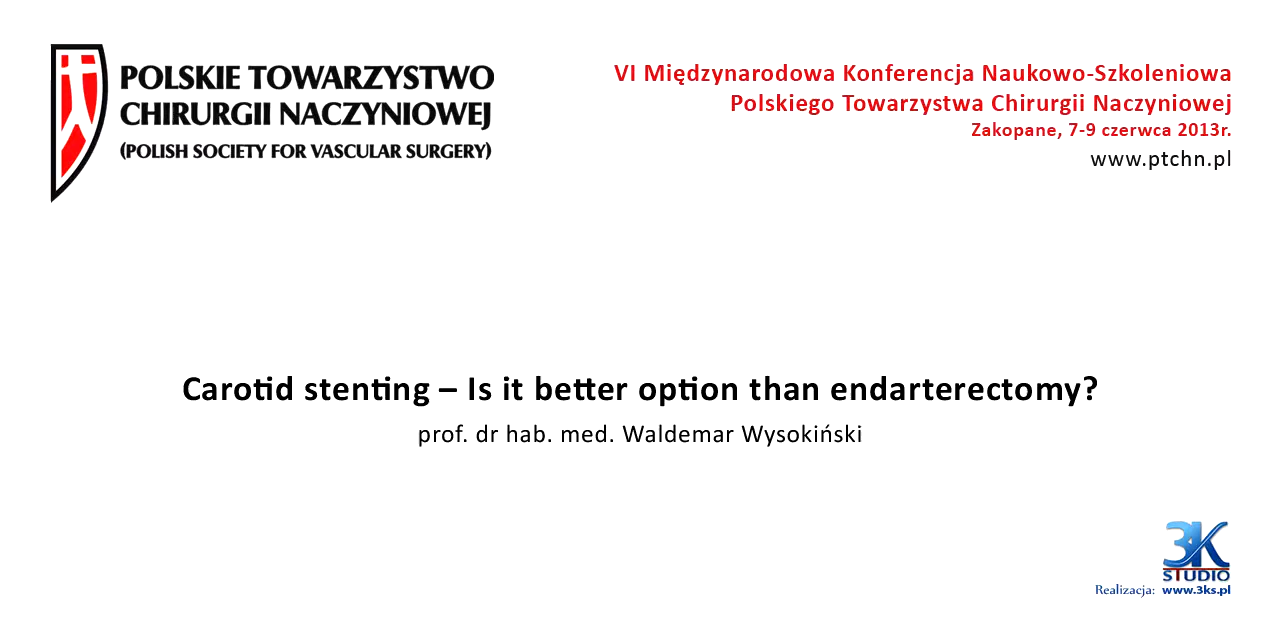 POLSKIE TOWARZYSTWO
CHIRURGII NACZYNIOWEJ
(POLISH SOCIETY FOR VASCULAR SURGERY)
VI Międzynarodowa Konferencja Naukowo-Szkoleniowa
Polskiego Towarzystwa Chirurgii Naczyniowej
Zakopane, 7-9 czerwca 2013r.
www.ptchn.pl
Carotid stenting – Is it better option than endarterectomy?
prof. dr hab. med. Waldemar Wysokiński
3K
STUDIO
Realizacja: www.3ks.pl